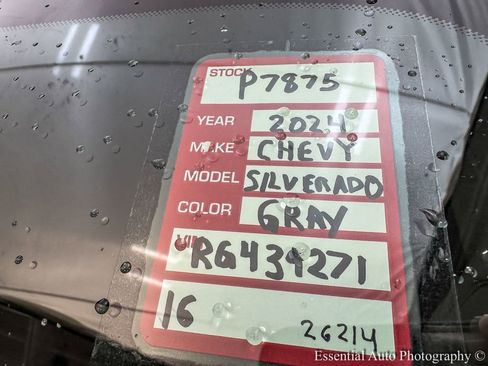 STOCK P7875
YEAR 2024
MAKE CHEVY
MODEL SILVERADO
COLOR GRAY
VIN RG439271
16 26214
Essential Auto Photography ©